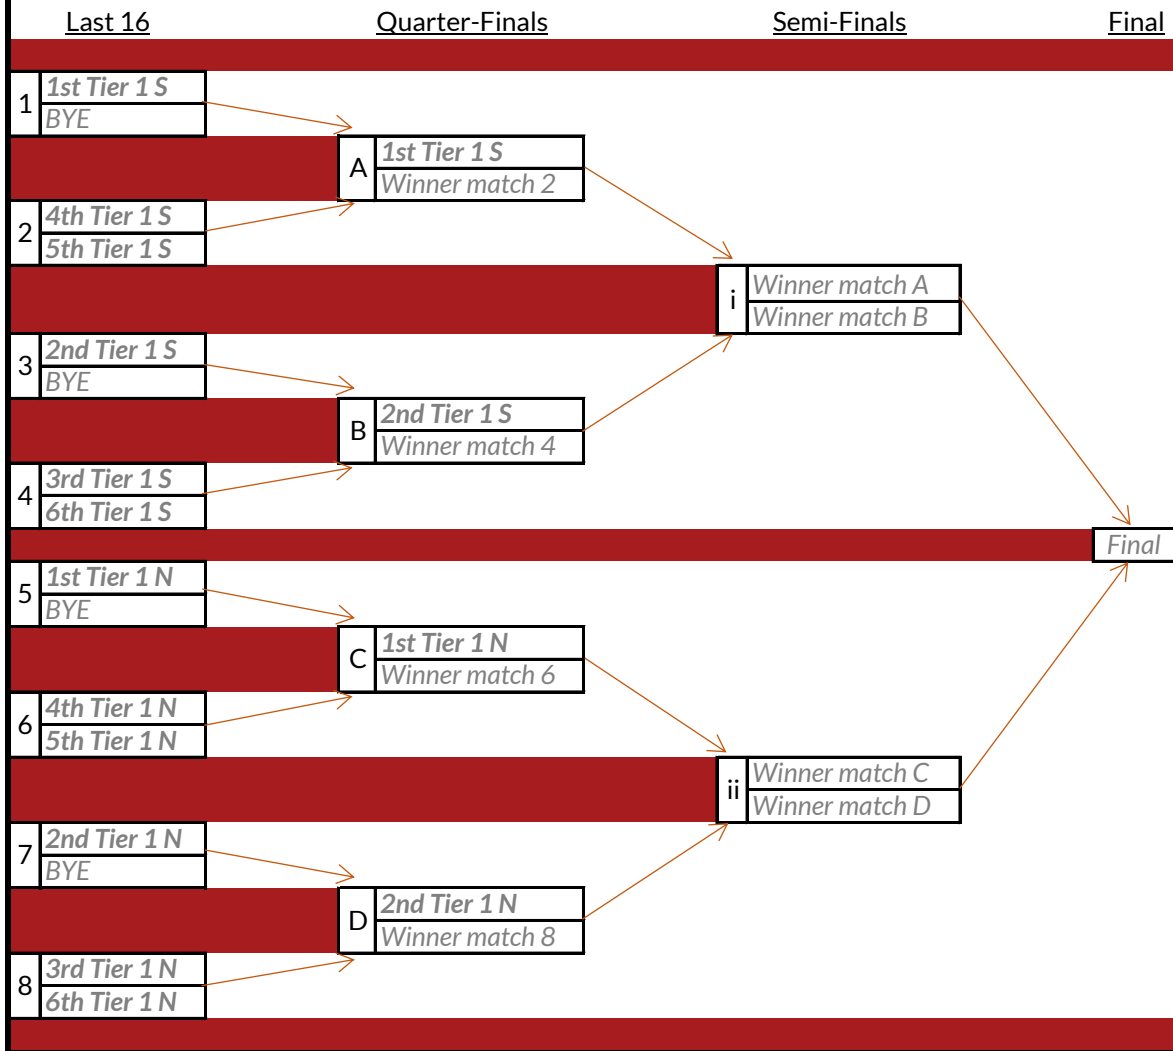 Last 16
Quarter-Finals
Semi-Finals
Final
1
1st Tier 1 S
BYE
A
1st Tier 1 S
Winner match 2
2
4th Tier 1 S
5th Tier 1 S
i
Winner match A
Winner match B
3
2nd Tier 1 S
BYE
B
2nd Tier 1 S
Winner match 4
4
3rd Tier 1 S
6th Tier 1 S
Final
5
1st Tier 1 N
BYE
C
1st Tier 1 N
Winner match 6
6
4th Tier 1 N
5th Tier 1 N
ii
Winner match C
Winner match D
7
2nd Tier 1 N
BYE
D
2nd Tier 1 N
Winner match 8
8
3rd Tier 1 N
6th Tier 1 N